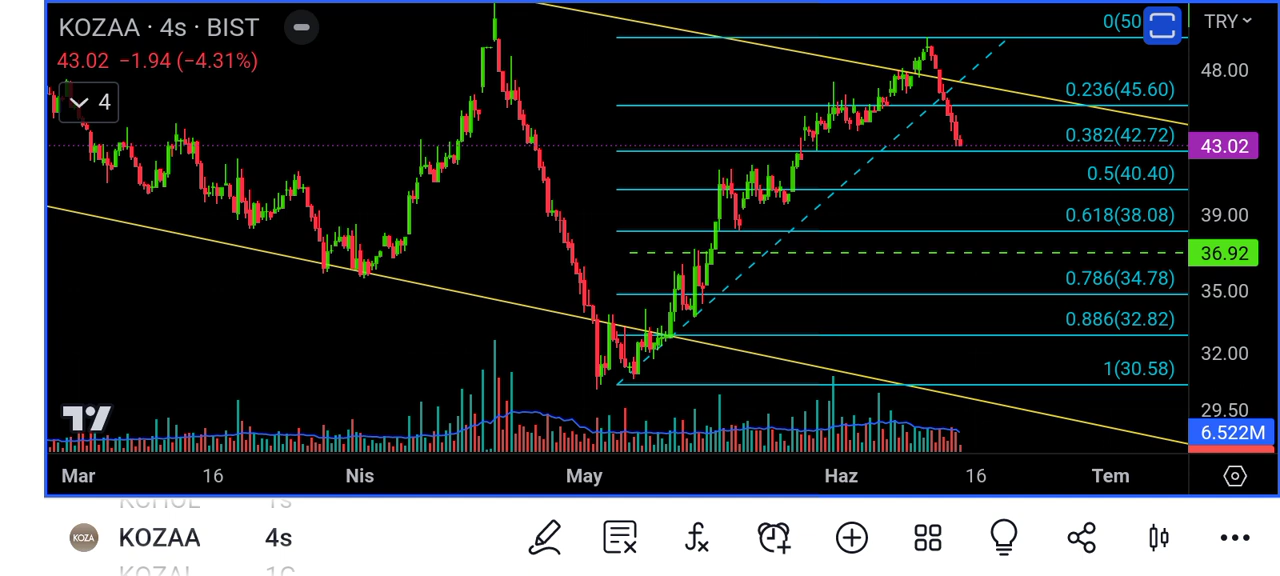 KOZAA · 4s · BIST
43.02 −1.94 (−4.31%)
4
0(50
TRY
48.00
0.236(45.60)
0.382(42.72)
43.02
0.5(40.40)
0.618(38.08)
39.00
36.92
0.786(34.78)
35.00
0.886(32.82)
32.00
1(30.58)
29.50
6.522M
Mar 16 Nis May Haz 16 Tem
KOZA
KOZAA 4s